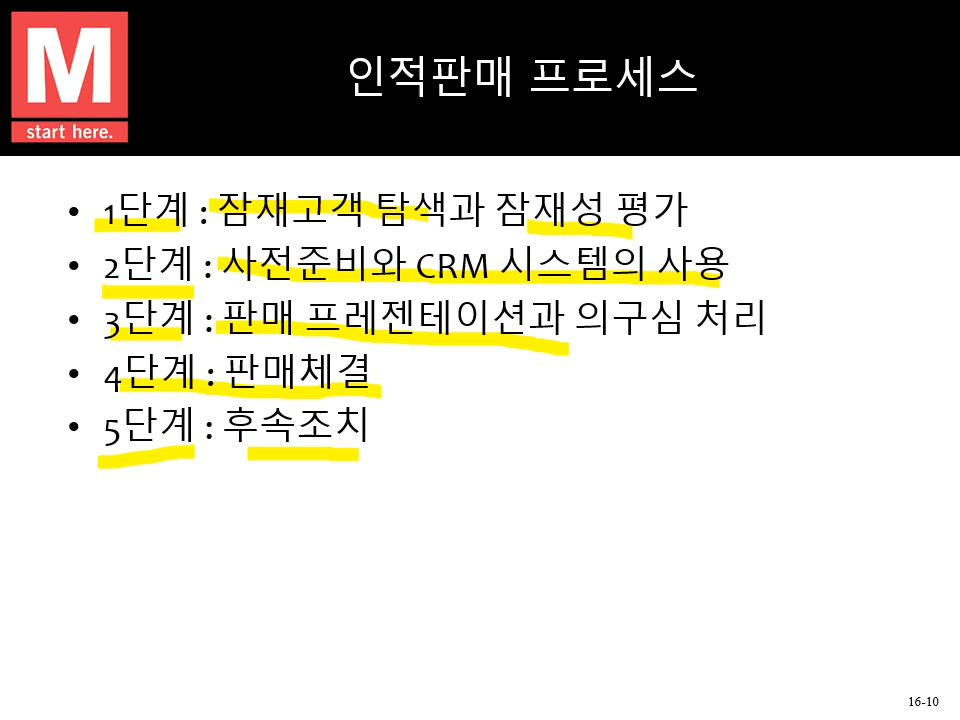 M
start here.
인적판매 프로세스
• 1단계 : 잠재고객 탐색과 잠재성 평가
• 2단계 : 사전준비와 CRM 시스템의 사용
• 3단계 : 판매 프레젠테이션과 의구심 처리
• 4단계 : 판매체결
• 5단계 : 후속조치
16-10